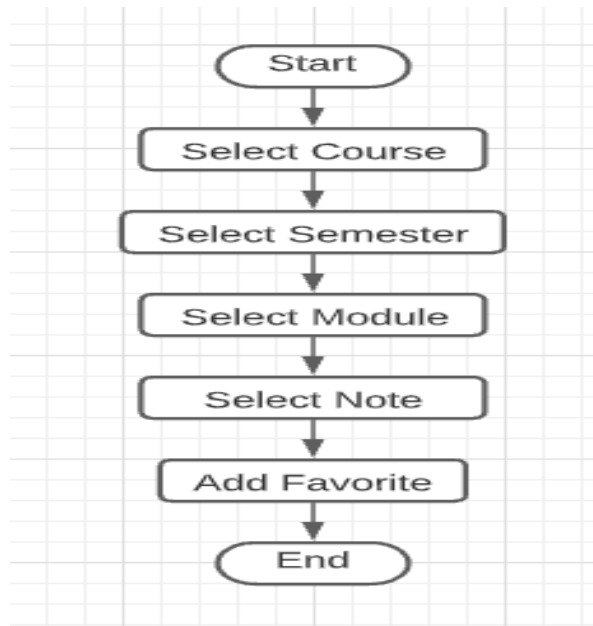 Start
Select Course
Select Semester
Select Module
Select Note
Add Favorite
End